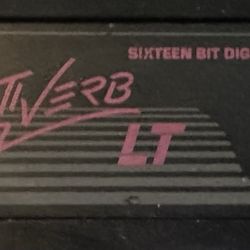 SIXTEEN BIT DIG
TIVERB
LT